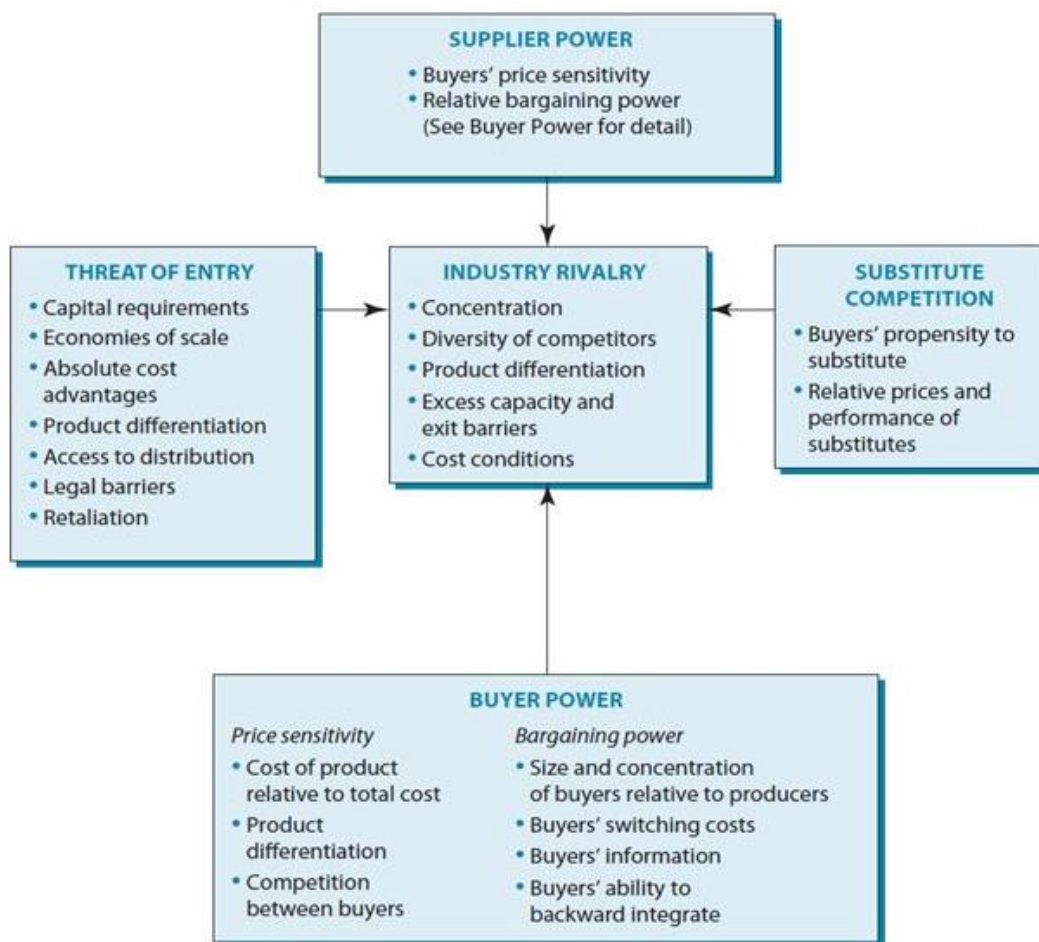 SUPPLIER POWER
• Buyers' price sensitivity
• Relative bargaining power
(See Buyer Power for detail)
THREAT OF ENTRY
• Capital requirements
• Economies of scale
• Absolute cost
advantages
• Product differentiation
• Access to distribution
• Legal barriers
• Retaliation
INDUSTRY RIVALRY
• Concentration
• Diversity of competitors
• Product differentiation
• Excess capacity and
exit barriers
• Cost conditions
SUBSTITUTE
COMPETITION
• Buyers' propensity to
substitute
• Relative prices and
performance of
substitutes
BUYER POWER
Price sensitivity
• Cost of product
relative to total cost
• Product
differentiation
• Competition
between buyers
Bargaining power
• Size and concentration
of buyers relative to producers
• Buyers' switching costs
• Buyers' information
• Buyers' ability to
backward integrate